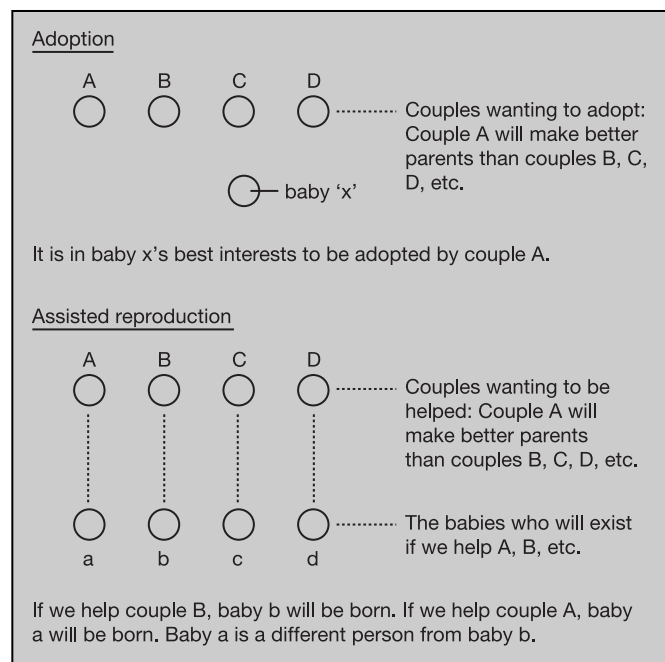 Adoption
A B C D
Couples wanting to adopt:
Couple A will make better
parents than couples B, C,
D, etc.
baby ‘x’
It is in baby x’s best interests to be adopted by couple A.
Assisted reproduction
A B C D
Couples wanting to be
helped: Couple A will
make better parents
than couples B, C, D, etc.
The babies who will exist
if we help A, B, etc.
a b c d
If we help couple B, baby b will be born. If we help couple A, baby
a will be born. Baby a is a different person from baby b.